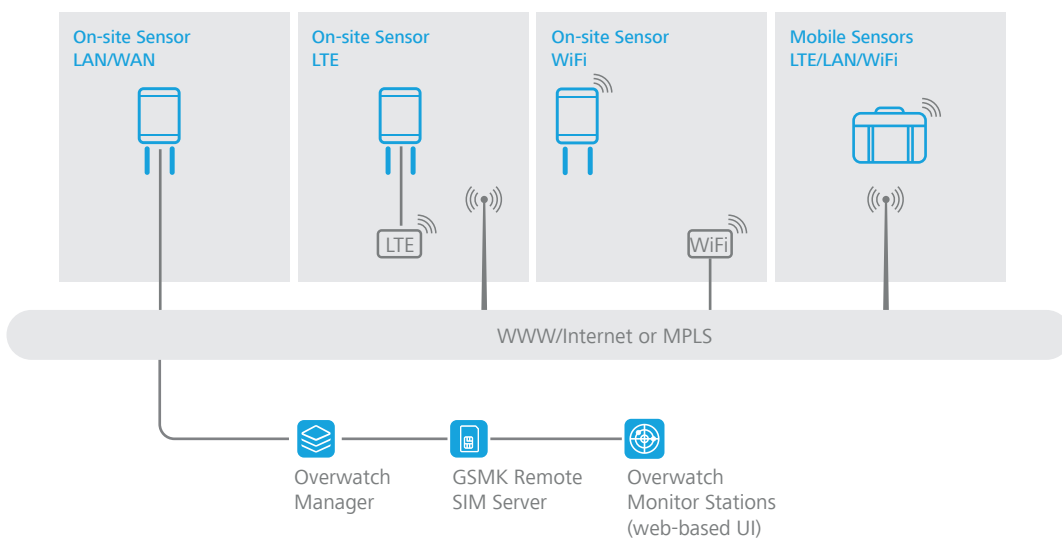 On-site Sensor
LAN/WAN
On-site Sensor
LTE
On-site Sensor
WiFi
Mobile Sensors
LTE/LAN/WiFi
LTE
WiFi
WWW/Internet or MPLS
Overwatch
Manager
GSMK Remote
SIM Server
Overwatch
Monitor Stations
(web-based UI)